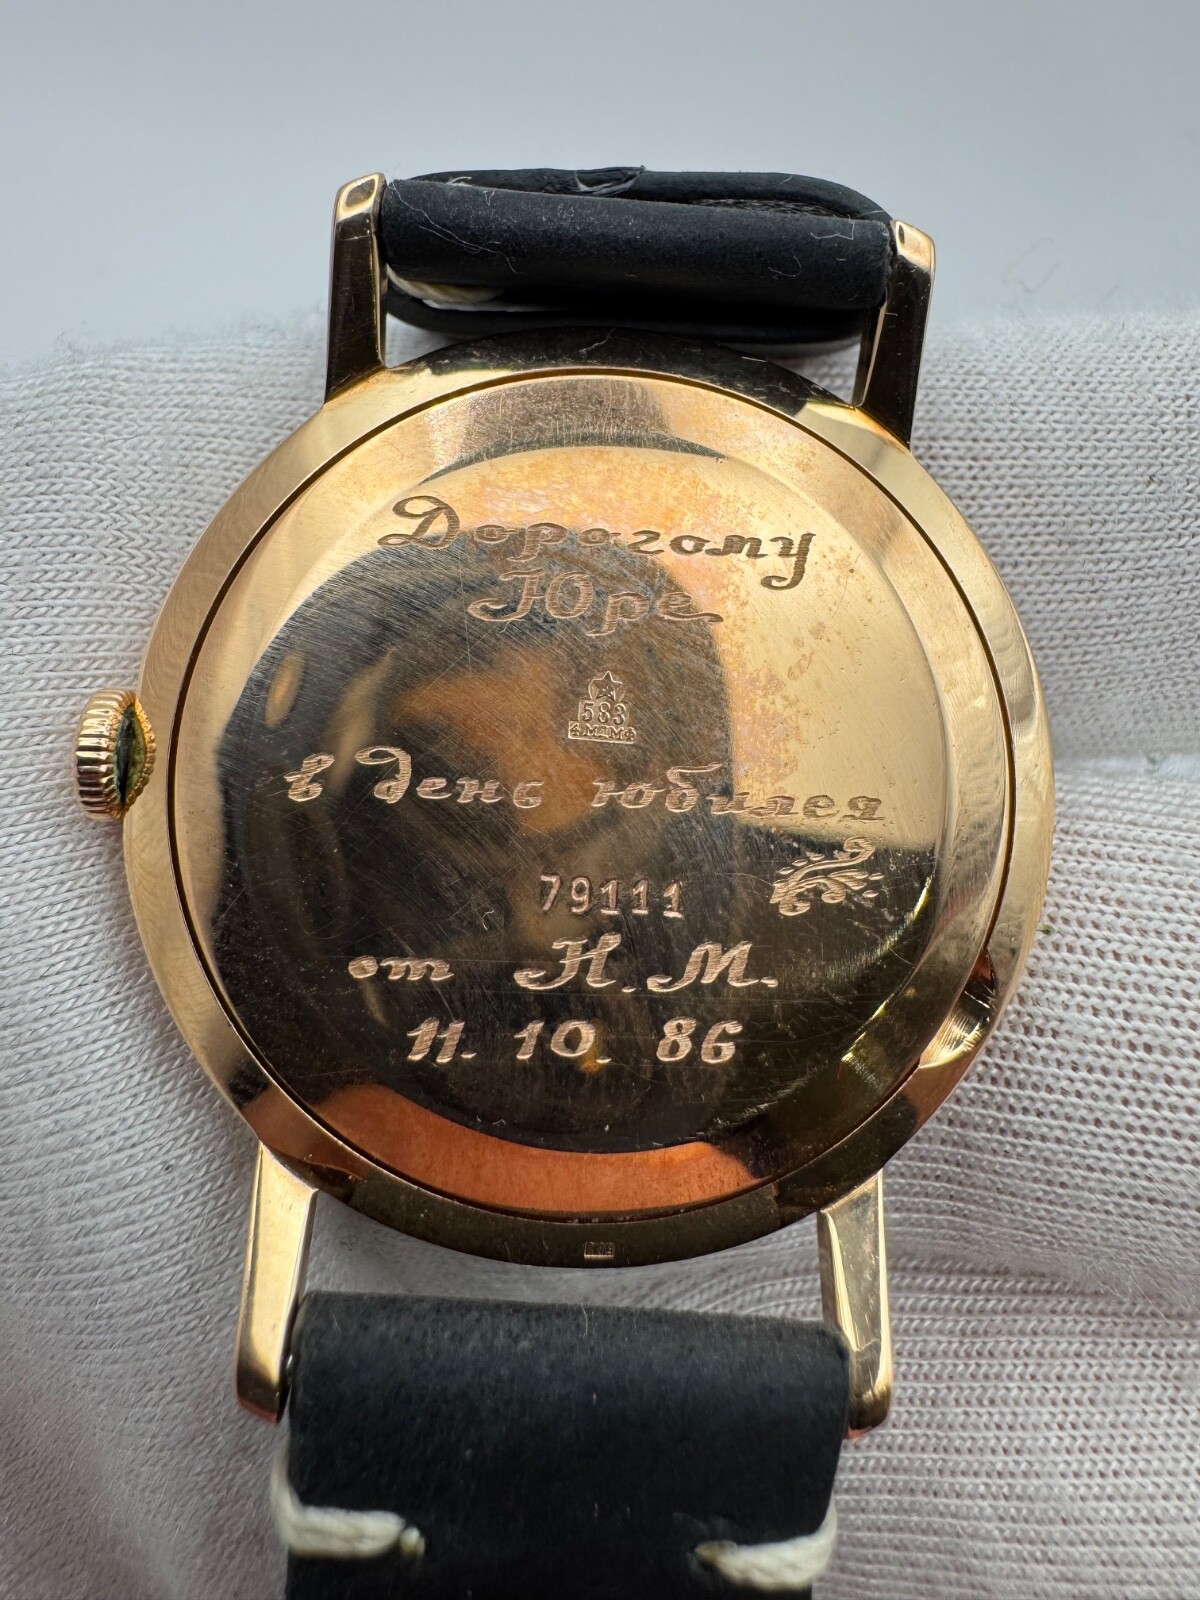 Дорогому
Юре
583
в день юбилея
79111
от Н. М.
11. 10. 86